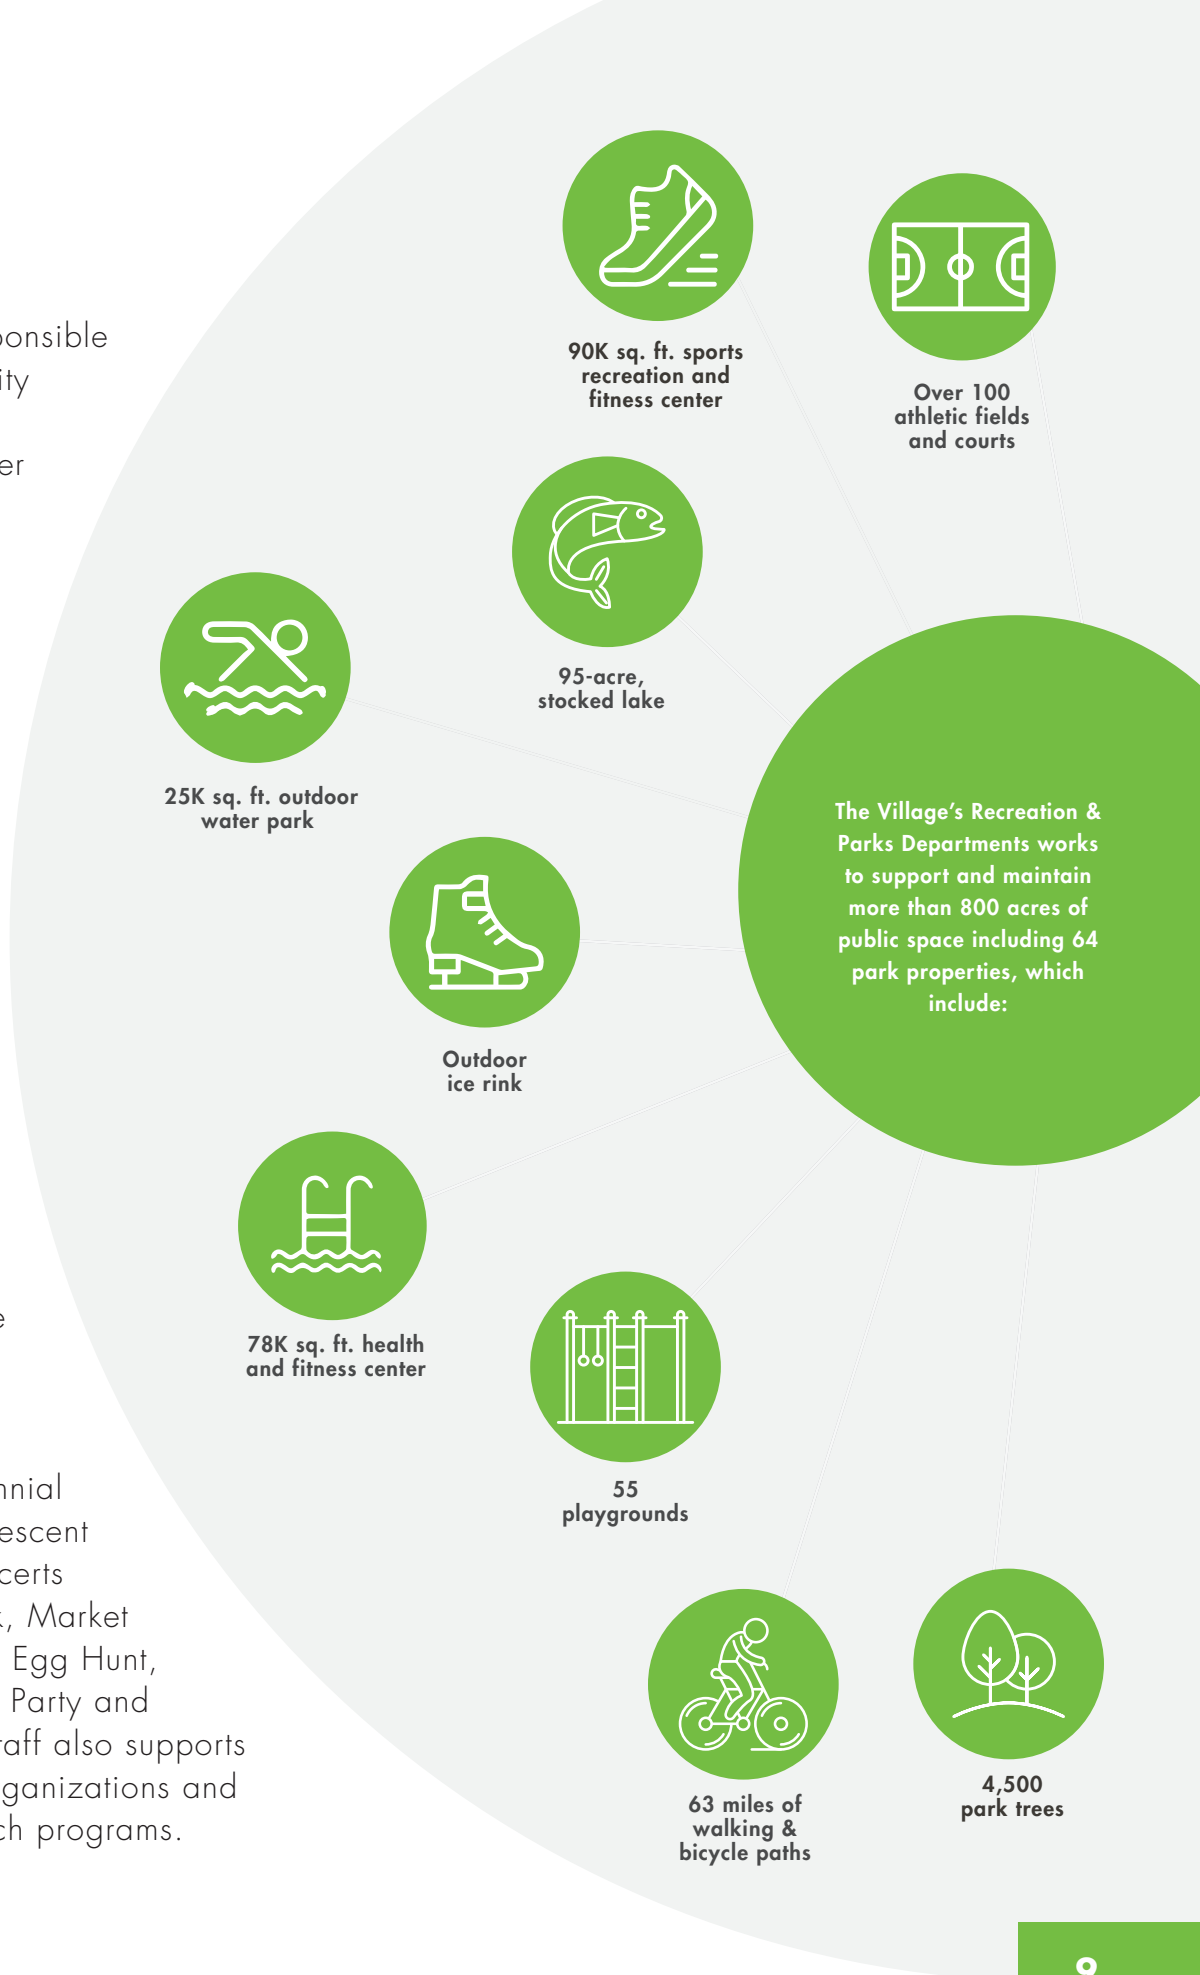 ponsible
ity
er
e
nnial
escent
certs
k, Market
Egg Hunt,
Party and
raff also supports
ganizations and
ch programs.
90K sq. ft. sports
recreation and
fitness center
Over 100
athletic fields
and courts
95-acre,
stocked lake
25K sq. ft. outdoor
water park
The Village's Recreation &
Parks Departments works
to support and maintain
more than 800 acres of
public space including 64
park properties, which
include:
Outdoor
ice rink
78K sq. ft. health
and fitness center
55
playgrounds
63 miles of
walking &
bicycle paths
4,500
park trees